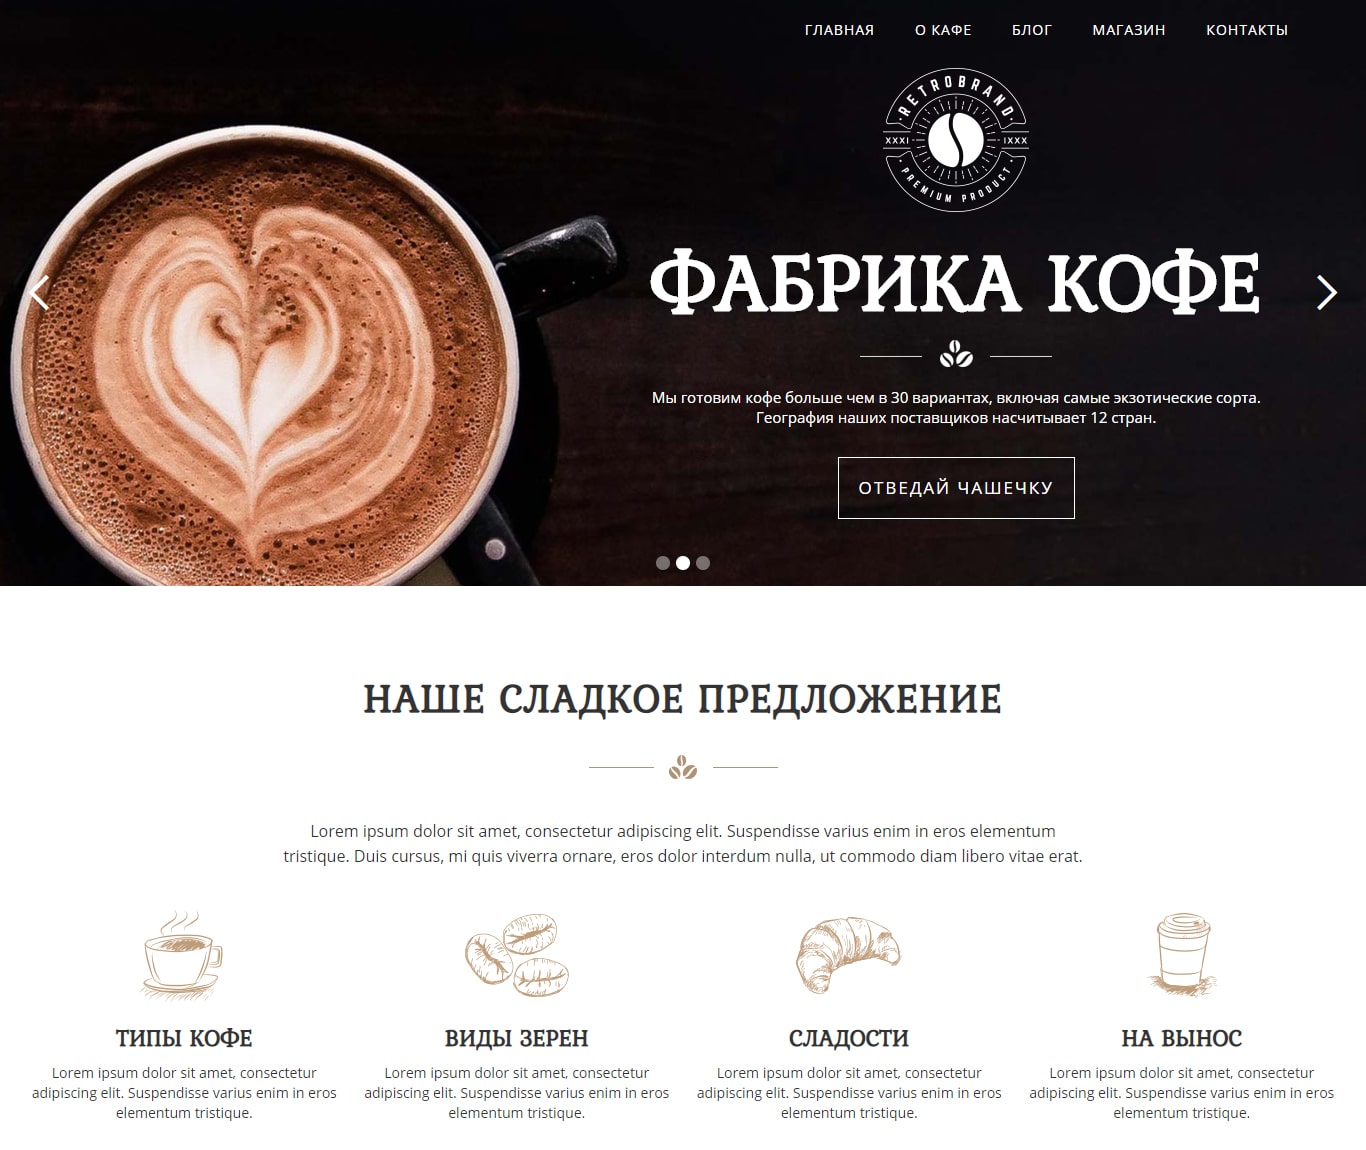 ГЛАВНАЯ О КАФЕ БЛОГ МАГАЗИН КОНТАКТЫ
RETROBRAND
XXXI IXXX
PREMIUM PRODUCT
ФАБРИКА КОФЕ
Мы готовим кофе больше чем в 30 вариантах, включая самые экзотические сорта.
География наших поставщиков насчитывает 12 стран.
ОТВЕДАЙ ЧАШЕЧКУ
НАШЕ СЛАДКОЕ ПРЕДЛОЖЕНИЕ
Lorem ipsum dolor sit amet, consectetur adipiscing elit. Suspendisse varius enim in eros elementum
tristique. Duis cursus, mi quis viverra ornare, eros dolor interdum nulla, ut commodo diam libero vitae erat.
ТИПЫ КОФЕ
Lorem ipsum dolor sit amet, consectetur
adipiscing elit. Suspendisse varius enim in eros
elementum tristique.
ВИДЫ ЗЕРЕН
Lorem ipsum dolor sit amet, consectetur
adipiscing elit. Suspendisse varius enim in eros
elementum tristique.
СЛАДОСТИ
Lorem ipsum dolor sit amet, consectetur
adipiscing elit. Suspendisse varius enim in eros
elementum tristique.
НА ВЫНОС
Lorem ipsum dolor sit amet, consectetur
adipiscing elit. Suspendisse varius enim in eros
elementum tristique.